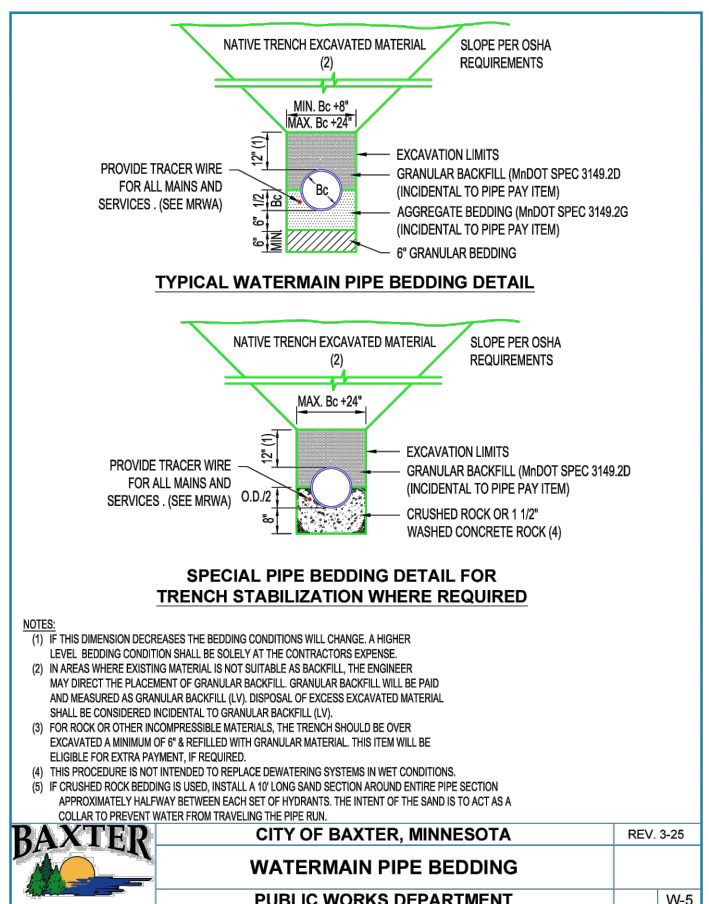 NATIVE TRENCH EXCAVATED MATERIAL
(2)
SLOPE PER OSHA
REQUIREMENTS
MIN. Bc +8"
MAX. Bc +24"
12" (1)
PROVIDE TRACER WIRE
FOR ALL MAINS AND
SERVICES . (SEE MRWA)
Bc
1/2
Bc
6"
6"
MIN.
EXCAVATION LIMITS
GRANULAR BACKFILL (MnDOT SPEC 3149.2D
(INCIDENTAL TO PIPE PAY ITEM)
AGGREGATE BEDDING (MnDOT SPEC 3149.2G
(INCIDENTAL TO PIPE PAY ITEM)
6" GRANULAR BEDDING
TYPICAL WATERMAIN PIPE BEDDING DETAIL
NATIVE TRENCH EXCAVATED MATERIAL
(2)
SLOPE PER OSHA
REQUIREMENTS
MAX. Bc +24"
12" (1)
PROVIDE TRACER WIRE
FOR ALL MAINS AND
SERVICES . (SEE MRWA)
O.D./2
8"
EXCAVATION LIMITS
GRANULAR BACKFILL (MnDOT SPEC 3149.2D
(INCIDENTAL TO PIPE PAY ITEM)
CRUSHED ROCK OR 1 1/2"
WASHED CONCRETE ROCK (4)
SPECIAL PIPE BEDDING DETAIL FOR
TRENCH STABILIZATION WHERE REQUIRED
NOTES:
(1) IF THIS DIMENSION DECREASES THE BEDDING CONDITIONS WILL CHANGE. A HIGHER
LEVEL BEDDING CONDITION SHALL BE SOLELY AT THE CONTRACTORS EXPENSE.
(2) IN AREAS WHERE EXISTING MATERIAL IS NOT SUITABLE AS BACKFILL, THE ENGINEER
MAY DIRECT THE PLACEMENT OF GRANULAR BACKFILL. GRANULAR BACKFILL WILL BE PAID
AND MEASURED AS GRANULAR BACKFILL (LV). DISPOSAL OF EXCESS EXCAVATED MATERIAL
SHALL BE CONSIDERED INCIDENTAL TO GRANULAR BACKFILL (LV).
(3) FOR ROCK OR OTHER INCOMPRESSIBLE MATERIALS, THE TRENCH SHOULD BE OVER
EXCAVATED A MINIMUM OF 6" & REFILLED WITH GRANULAR MATERIAL. THIS ITEM WILL BE
ELIGIBLE FOR EXTRA PAYMENT, IF REQUIRED.
(4) THIS PROCEDURE IS NOT INTENDED TO REPLACE DEWATERING SYSTEMS IN WET CONDITIONS.
(5) IF CRUSHED ROCK BEDDING IS USED, INSTALL A 10' LONG SAND SECTION AROUND ENTIRE PIPE SECTION
APPROXIMATELY HALFWAY BETWEEN EACH SET OF HYDRANTS. THE INTENT OF THE SAND IS TO ACT AS A
COLLAR TO PREVENT WATER FROM TRAVELING THE PIPE RUN.
BAXTER
CITY OF BAXTER, MINNESOTA
REV. 3-25
WATERMAIN PIPE BEDDING
PUBLIC WORKS DEPARTMENT
W-5